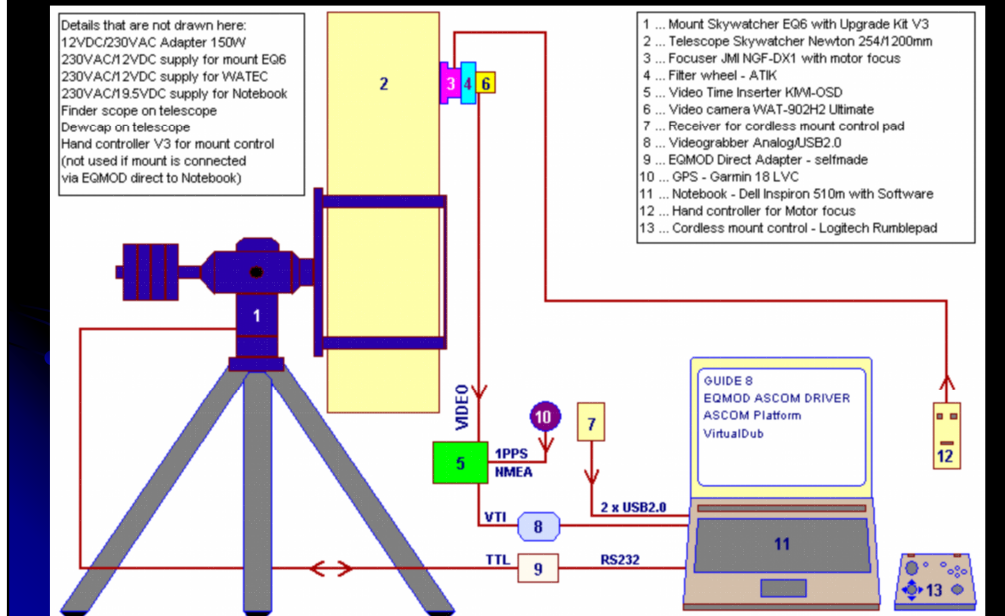 Details that are not drawn here:
12VDC/230VAC Adapter 150W
230VAC/12VDC supply for mount EQ6
230VAC/12VDC supply for WATEC
230VAC/19.5VDC supply for Notebook
Finder scope on telescope
Dewcap on telescope
Hand controller V3 for mount control
(not used if mount is connected
via EQMOD direct to Notebook)
1 ... Mount Skywatcher EQ6 with Upgrade Kit V3
2 ... Telescope Skywatcher Newton 254/1200mm
3 ... Focuser JMI NGF-DX1 with motor focus
4 ... Filter wheel - ATIK
5 ... Video Time Inserter KIWI-OSD
6 ... Video camera WAT-902H2 Ultimate
7 ... Receiver for cordless mount control pad
8 ... Videograbber Analog/USB2.0
9 ... EQMOD Direct Adapter - selfmade
10 ... GPS - Garmin 18 LVC
11 ... Notebook - Dell Inspiron 510m with Software
12 ... Hand controller for Motor focus
13 ... Cordless mount control - Logitech Rumblepad
2
3 4 6
1
VIDEO
GUIDE 8
EQMOD ASCOM DRIVER
ASCOM Platform
VirtualDub
10
7
12
5
1PPS
NMEA
2 x USB2.0
VTI
8
11
TTL
9
RS232
13